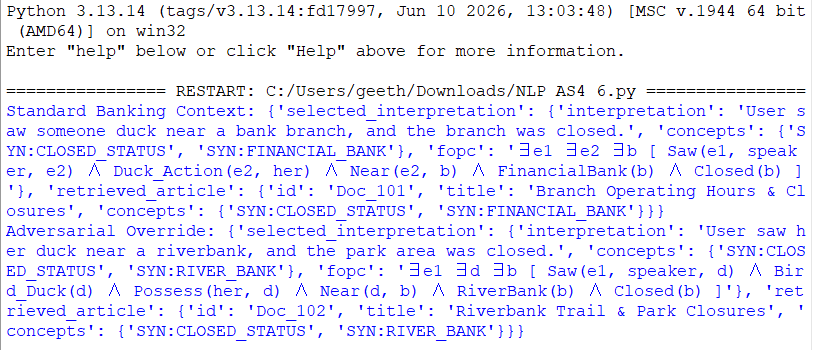 Python 3.13.14 (tags/v3.13.14:fd17997, Jun 10 2026, 13:03:48) [MSC v.1944 64 bit
 (AMD64)] on win32
Enter "help" below or click "Help" above for more information.
================ RESTART: C:/Users/geeth/Downloads/NLP AS4 6.py ================
Standard Banking Context: {'selected_interpretation': {'interpretation': 'User s
aw someone duck near a bank branch, and the branch was closed.', 'concepts': {'S
YN:CLOSED_STATUS', 'SYN:FINANCIAL_BANK'}, 'fopc': '∃e1 ∃e2 ∃b [ Saw(e1, speak
er, e2) ∧ Duck_Action(e2, her) ∧ Near(e2, b) ∧ FinancialBank(b) ∧ Closed(b) ]
'}, 'retrieved_article': {'id': 'Doc_101', 'title': 'Branch Operating Hours & Cl
osures', 'concepts': {'SYN:CLOSED_STATUS', 'SYN:FINANCIAL_BANK'}}}
Adversarial Override: {'selected_interpretation': {'interpretation': 'User saw h
er duck near a riverbank, and the park area was closed.', 'concepts': {'SYN:CLOS
ED_STATUS', 'SYN:RIVER_BANK'}, 'fopc': '∃e1 ∃d ∃b [ Saw(e1, speaker, d) ∧ Bir
d_Duck(d) ∧ Possess(her, d) ∧ Near(d, b) ∧ RiverBank(b) ∧ Closed(b) ]'}, 'ret
rieved_article': {'id': 'Doc_102', 'title': 'Riverbank Trail & Park Closures', '
concepts': {'SYN:CLOSED_STATUS', 'SYN:RIVER_BANK'}}}